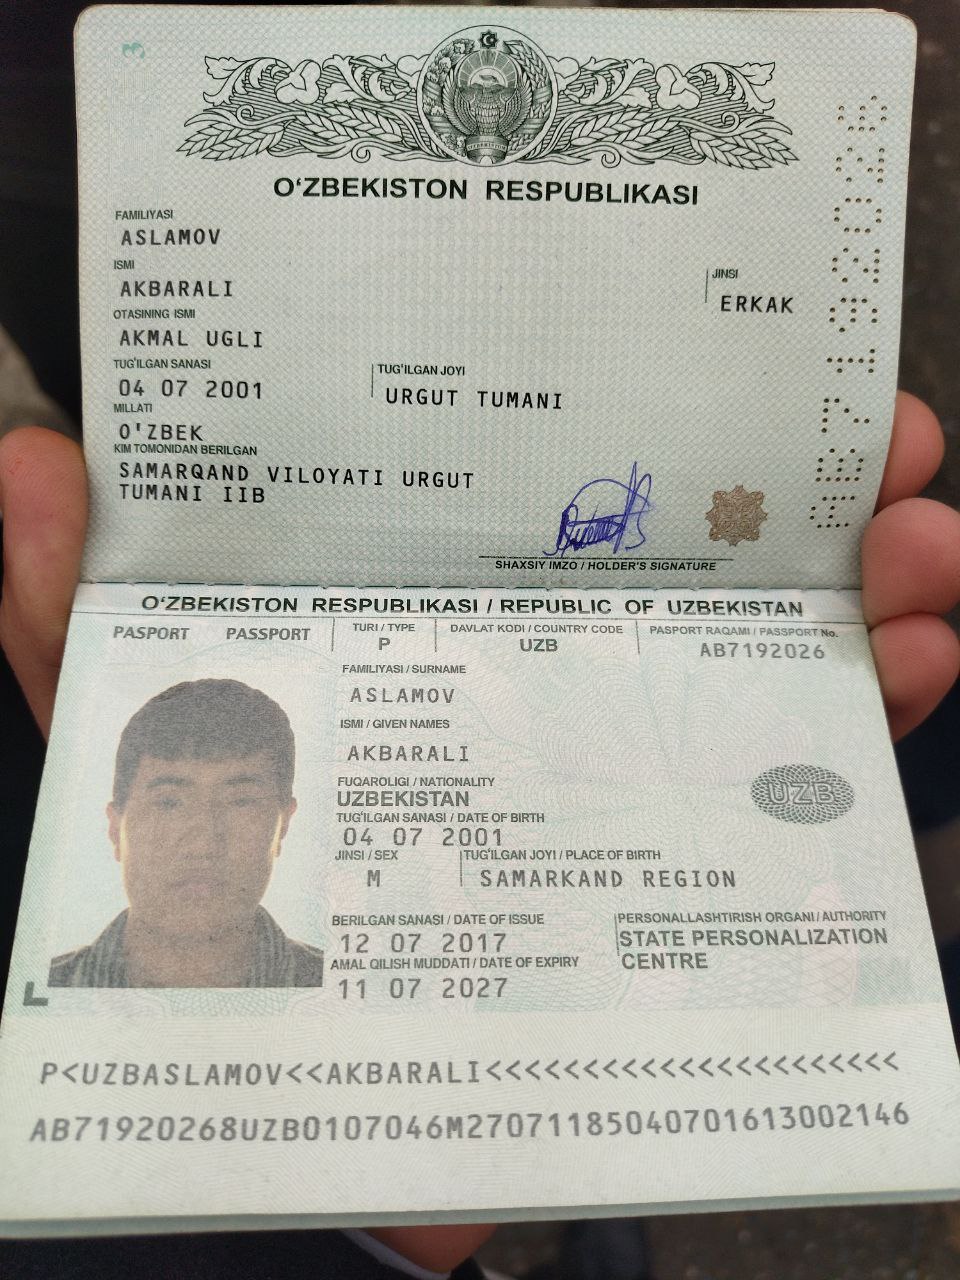 O‘ZBEKISTON RESPUBLIKASI
FAMILIYASI
ASLAMOV
ISMI
AKBARALI
JINSI
ERKAK
OTASINING ISMI
AKMAL UGLI
TUG‘ILGAN SANASI
04 07 2001
TUG‘ILGAN JOYI
URGUT TUMANI
MILLATI
O'ZBEK
KIM TOMONIDAN BERILGAN
SAMARQAND VILOYATI URGUT
TUMANI IIB
SHAXSIY IMZO / HOLDER'S SIGNATURE
AB7192026
3
O‘ZBEKISTON RESPUBLIKASI / REPUBLIC OF UZBEKISTAN
PASPORT PASSPORT
TURI / TYPE
P
DAVLAT KODI / COUNTRY CODE
UZB
PASPORT RAQAMI / PASSPORT No.
AB7192026
FAMILIYASI / SURNAME
ASLAMOV
ISMI / GIVEN NAMES
AKBARALI
FUQAROLIGI / NATIONALITY
UZBEKISTAN
UZB
TUG‘ILGAN SANASI / DATE OF BIRTH
04 07 2001
JINSI / SEX
M
TUG‘ILGAN JOYI / PLACE OF BIRTH
SAMARKAND REGION
BERILGAN SANASI / DATE OF ISSUE
12 07 2017
PERSONALLASHTIRISH ORGANI / AUTHORITY
STATE PERSONALIZATION
CENTRE
AMAL QILISH MUDDATI / DATE OF EXPIRY
11 07 2027
P<UZBASLAMOV<<AKBARALI<<<<<<<<<<<<<<<<<<<<<<
AB71920268UZB0107046M27071185040701613002146